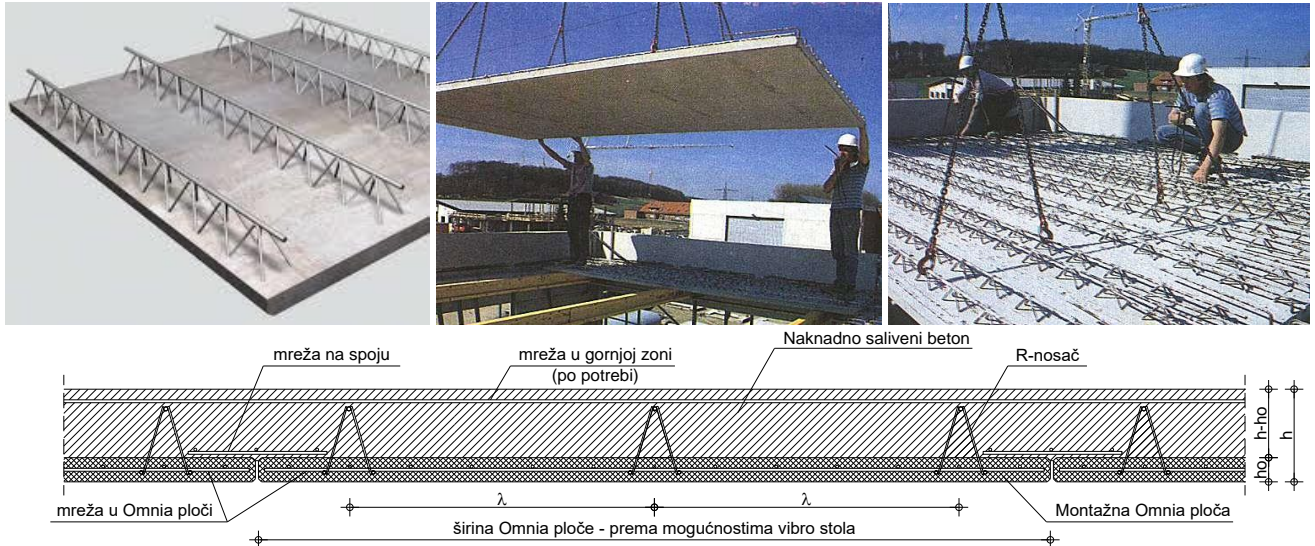 mreža na spoju
mreža u gornjoj zoni
(po potrebi)
Naknadno saliveni beton
R-nosač
h-ho
h
ho
mreža u Omnia ploči
λ
λ
Montažna Omnia ploča
širina Omnia ploče - prema mogućnostima vibro stola